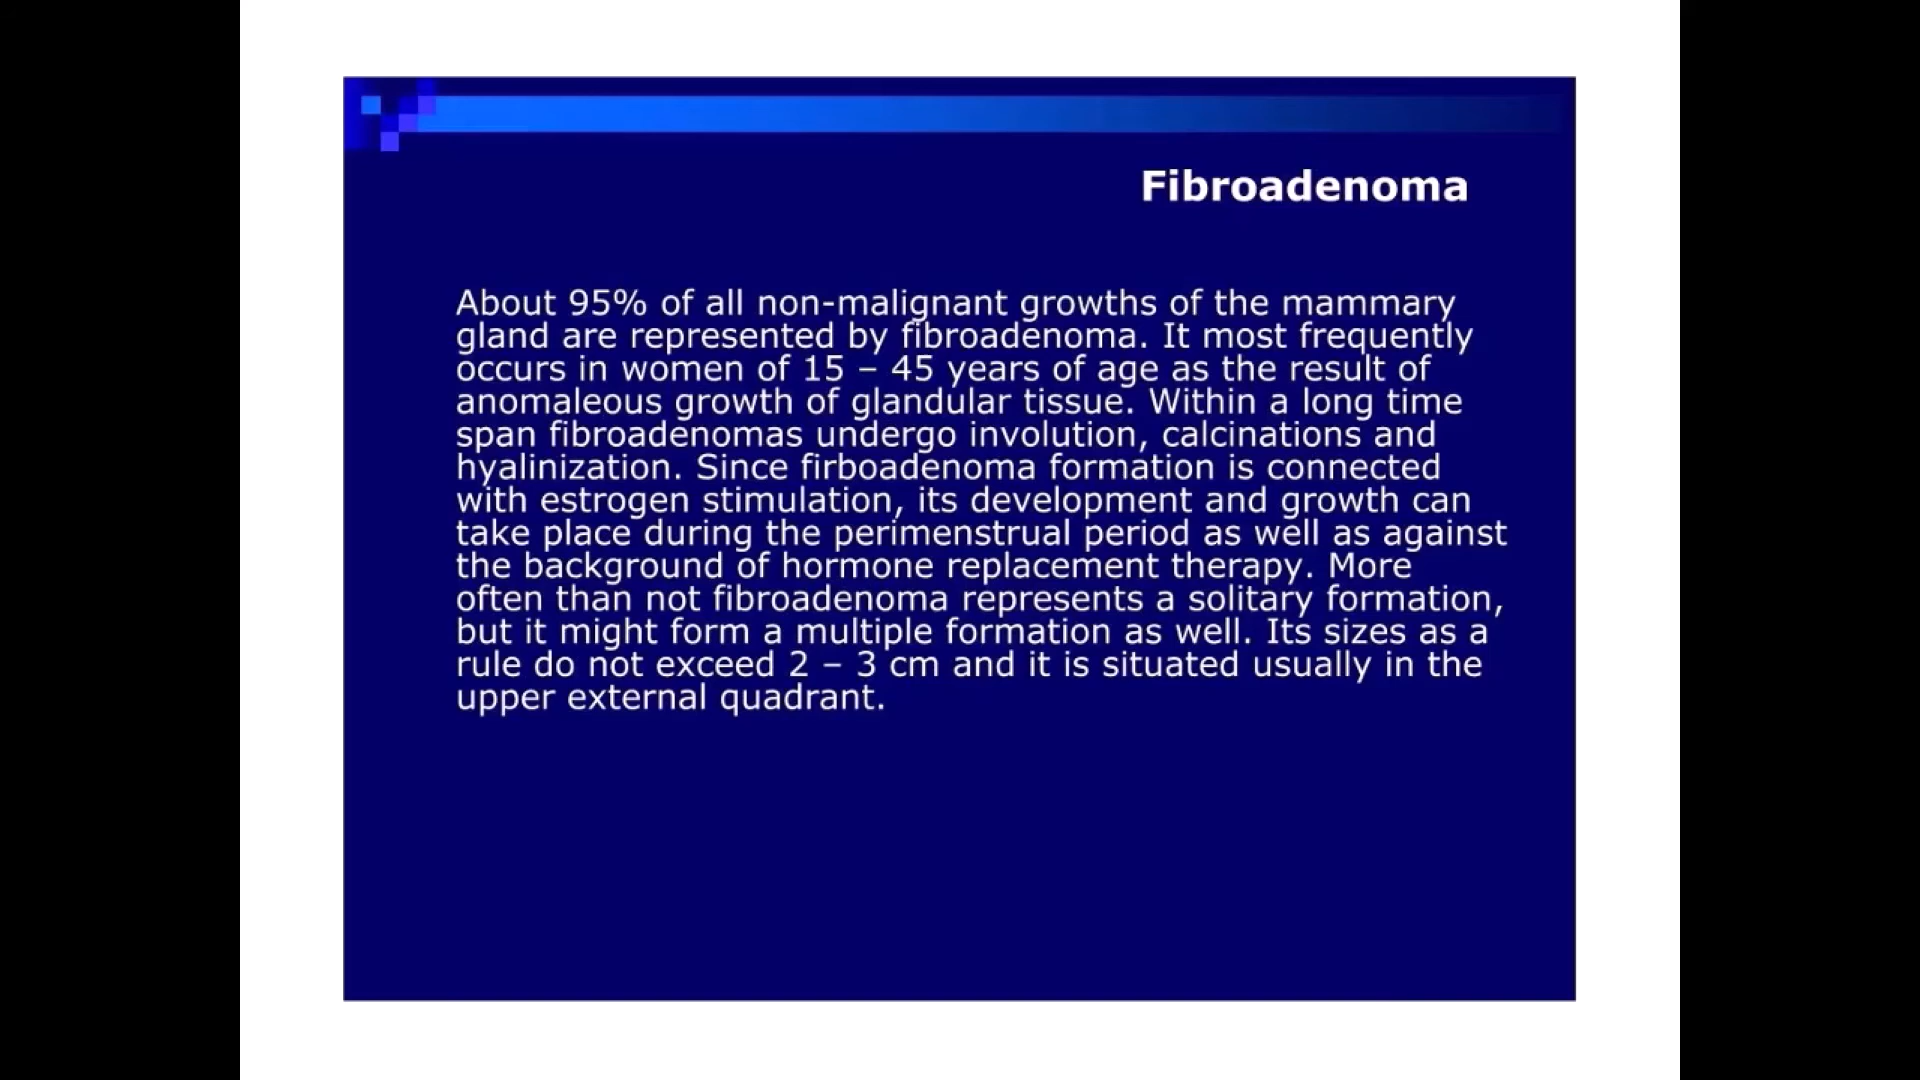 Fibroadenoma
About 95% of all non-malignant growths of the mammary
gland are represented by fibroadenoma. It most frequently
occurs in women of 15 – 45 years of age as the result of
anomaleous growth of glandular tissue. Within a long time
span fibroadenomas undergo involution, calcinations and
hyalinization. Since firboadenoma formation is connected
with estrogen stimulation, its development and growth can
take place during the perimenstrual period as well as against
the background of hormone replacement therapy. More
often than not fibroadenoma represents a solitary formation,
but it might form a multiple formation as well. Its sizes as a
rule do not exceed 2 – 3 cm and it is situated usually in the
upper external quadrant.